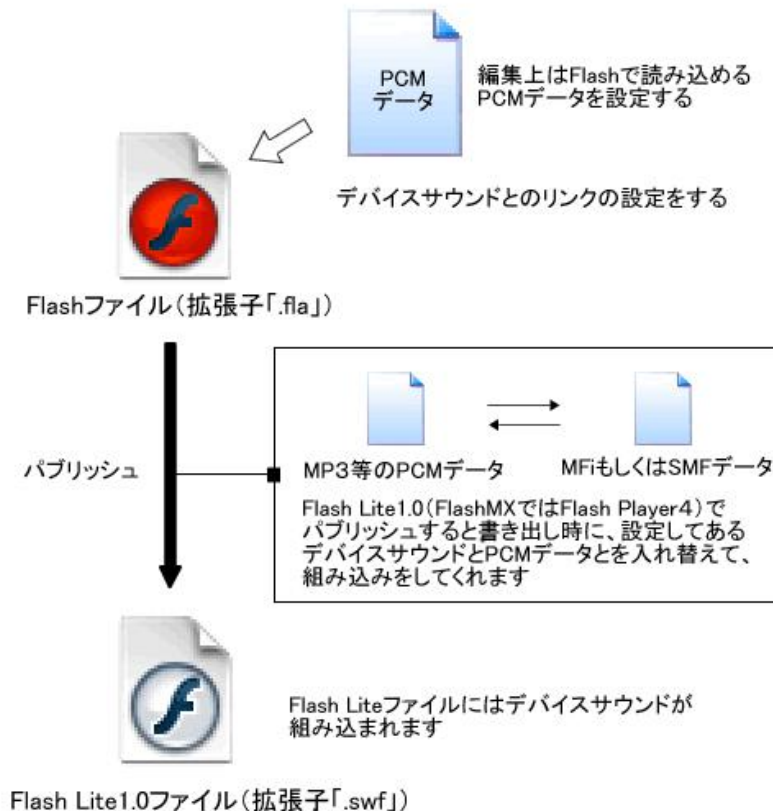 PCM
データ
編集上はFlashで読み込める
PCMデータを設定する
デバイスサウンドとのリンクの設定をする
Flashファイル（拡張子「.fla」）
パブリッシュ
MP3等のPCMデータ
MFiもしくはSMFデータ
Flash Lite1.0（FlashMXではFlash Player4）で
パブリッシュすると書き出し時に、設定してある
デバイスサウンドとPCMデータとを入れ替えて、
組み込みをしてくれます
Flash Liteファイルにはデバイスサウンドが
組み込まれます
Flash Lite1.0ファイル（拡張子「.swf」）